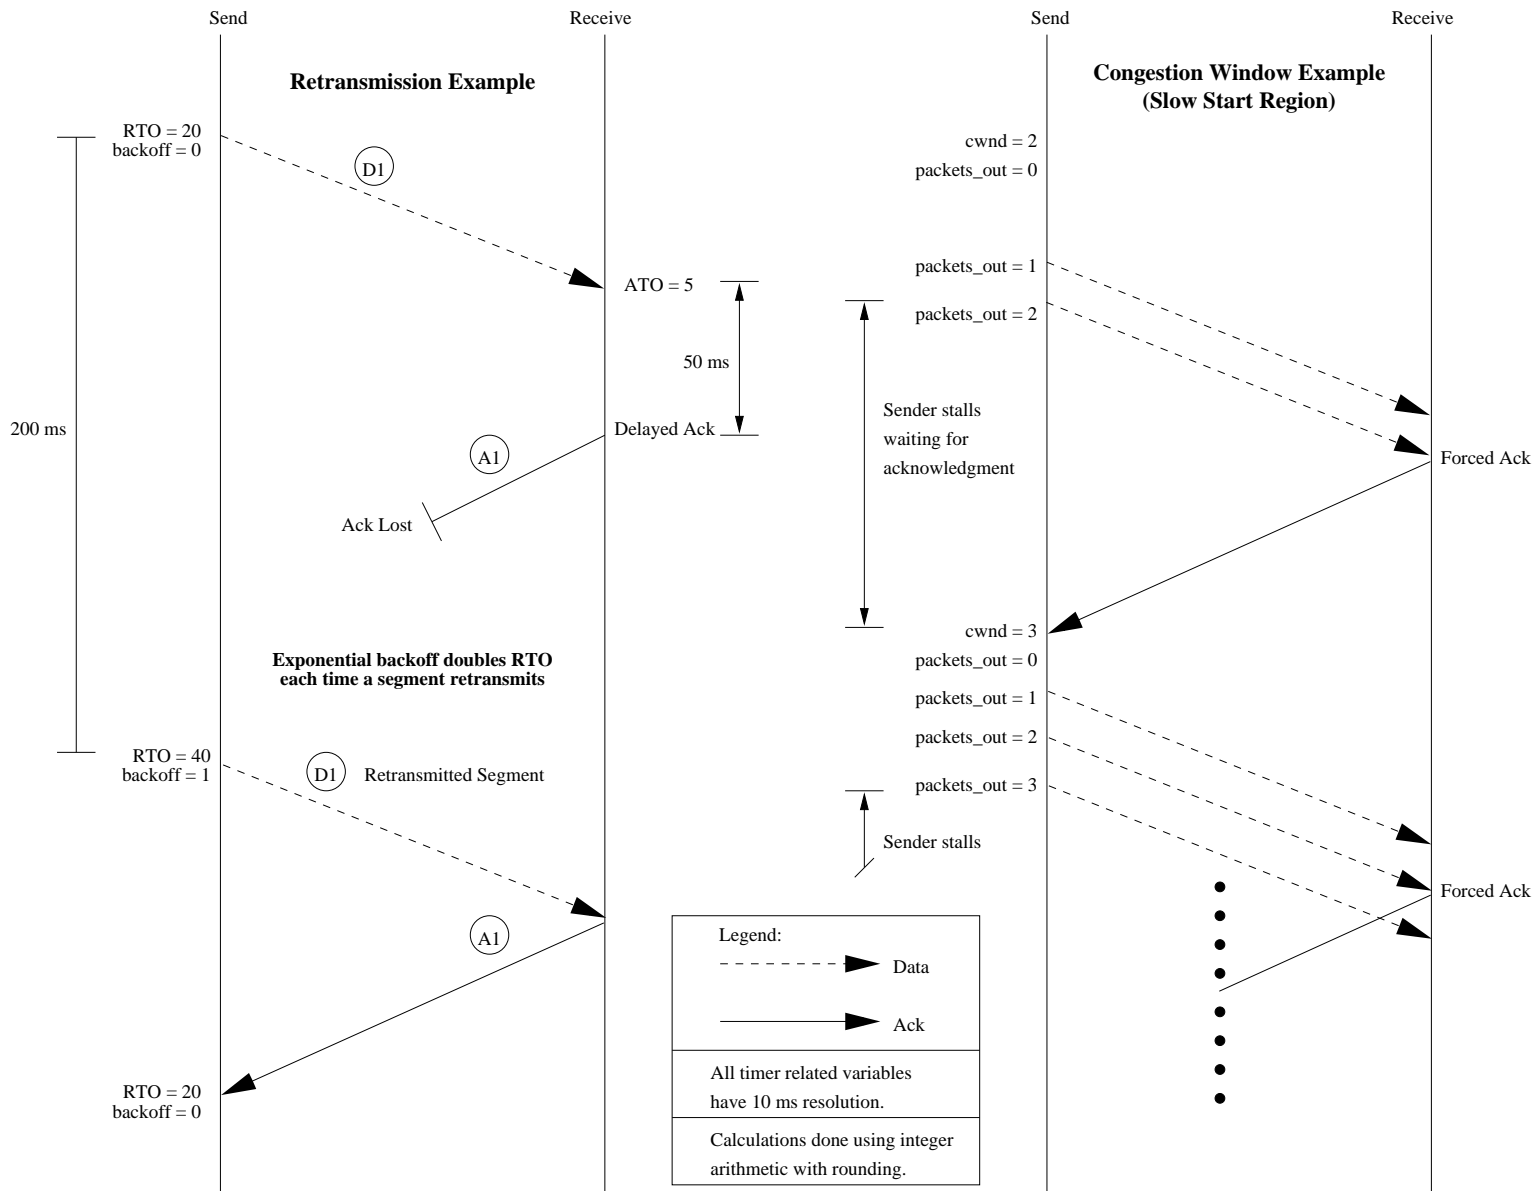 Send
Receive
Retransmission Example
RTO = 20
backoff = 0
D1
ATO = 5
50 ms
200 ms
Delayed Ack
A1
Ack Lost
Exponential backoff doubles RTO
each time a segment retransmits
RTO = 40
backoff = 1
D1
Retransmitted Segment
A1
RTO = 20
backoff = 0
Send
Receive
Congestion Window Example
(Slow Start Region)
cwnd = 2
packets_out = 0
packets_out = 1
packets_out = 2
Sender stalls
waiting for
acknowledgment
Forced Ack
cwnd = 3
packets_out = 0
packets_out = 1
packets_out = 2
packets_out = 3
Sender stalls
Forced Ack
Legend:
Data
Ack
All timer related variables
have 10 ms resolution.
Calculations done using integer
arithmetic with rounding.